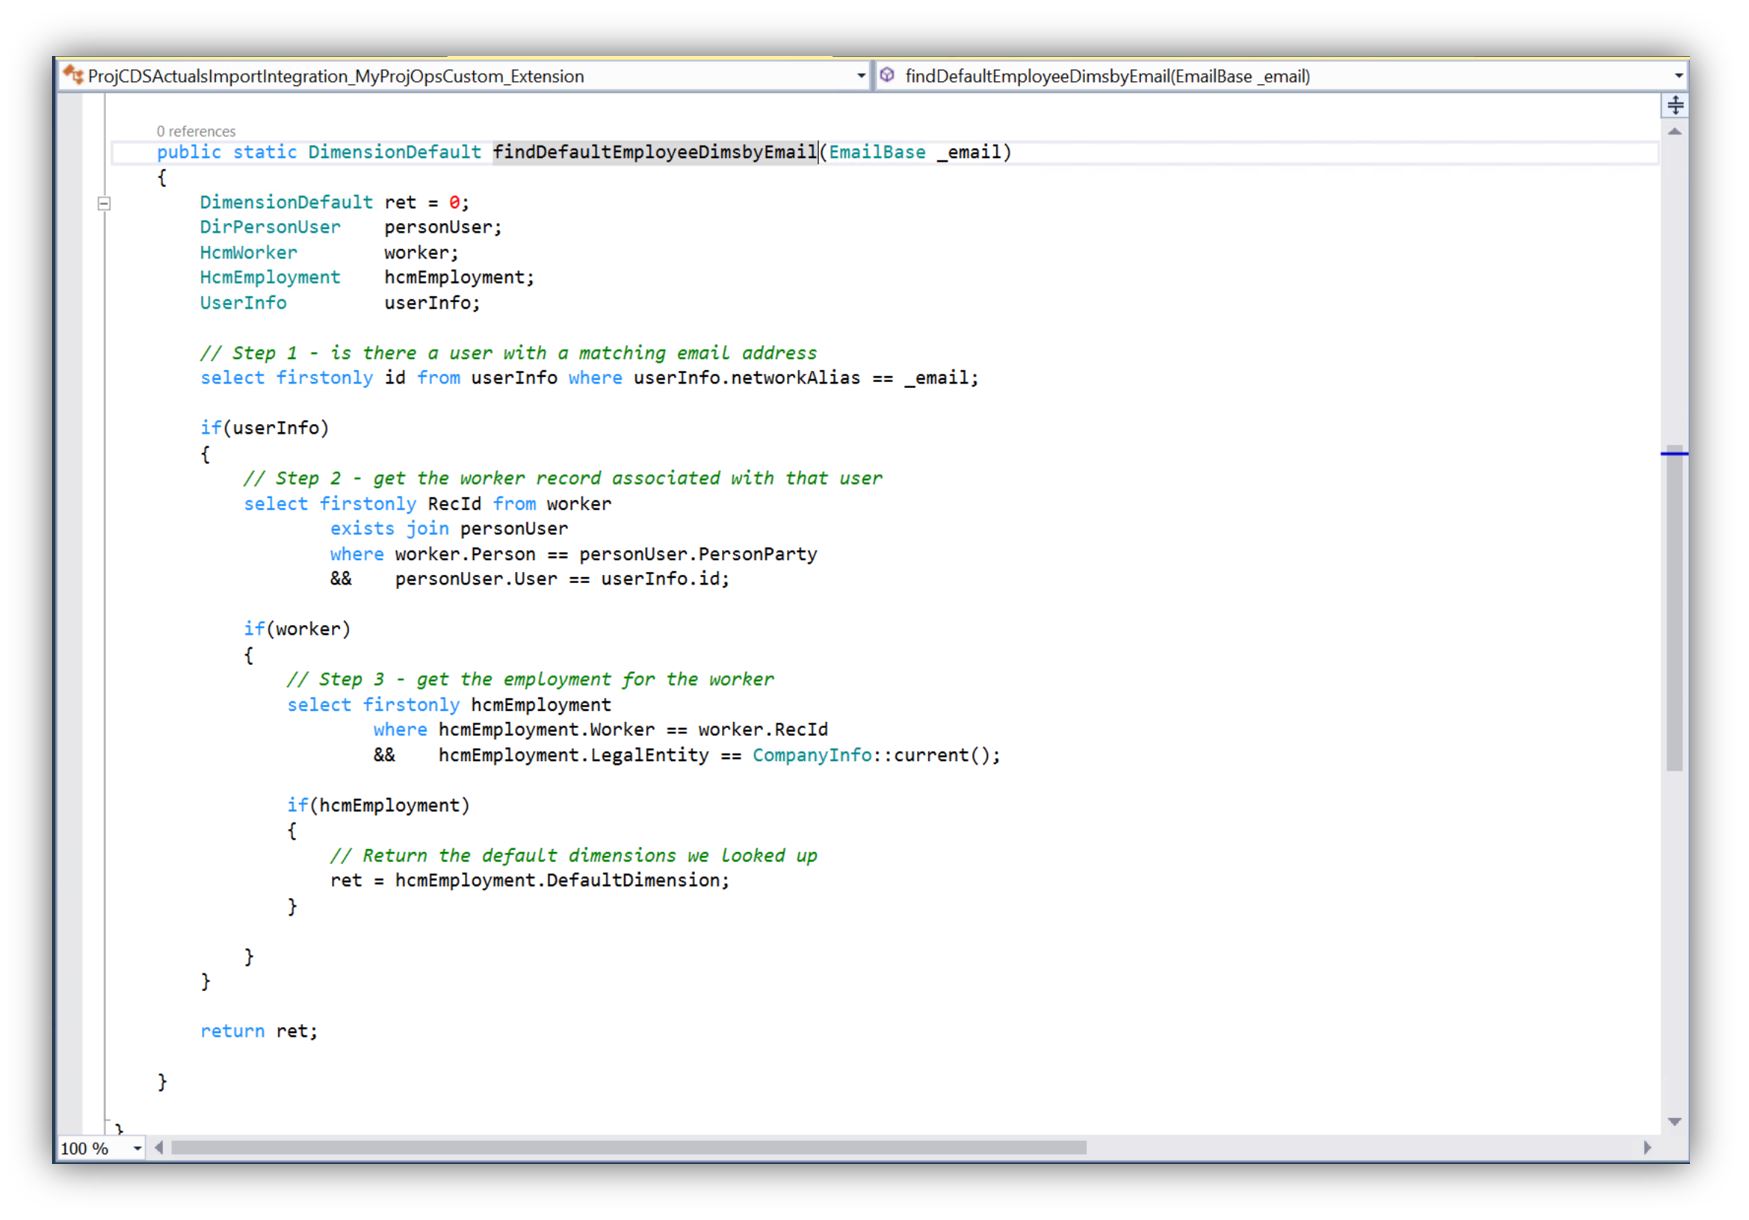 ProjCDSActualsImportIntegration_MyProjOpsCustom_Extension
findDefaultEmployeeDimsbyEmail(EmailBase _email)
0 references
public static DimensionDefault findDefaultEmployeeDimsbyEmail(EmailBase _email)
{
DimensionDefault ret = 0;
DirPersonUser personUser;
HcmWorker worker;
HcmEmployment hcmEmployment;
UserInfo userInfo;
// Step 1 - is there a user with a matching email address
select firstonly id from userInfo where userInfo.networkAlias == _email;
if(userInfo)
{
// Step 2 - get the worker record associated with that user
select firstonly RecId from worker
exists join personUser
where worker.Person == personUser.PersonParty
&& personUser.User == userInfo.id;
if(worker)
{
// Step 3 - get the employment for the worker
select firstonly hcmEmployment
where hcmEmployment.Worker == worker.RecId
&& hcmEmployment.LegalEntity == CompanyInfo::current();
if(hcmEmployment)
{
// Return the default dimensions we looked up
ret = hcmEmployment.DefaultDimension;
}
}
}
return ret;
}
}
100 %